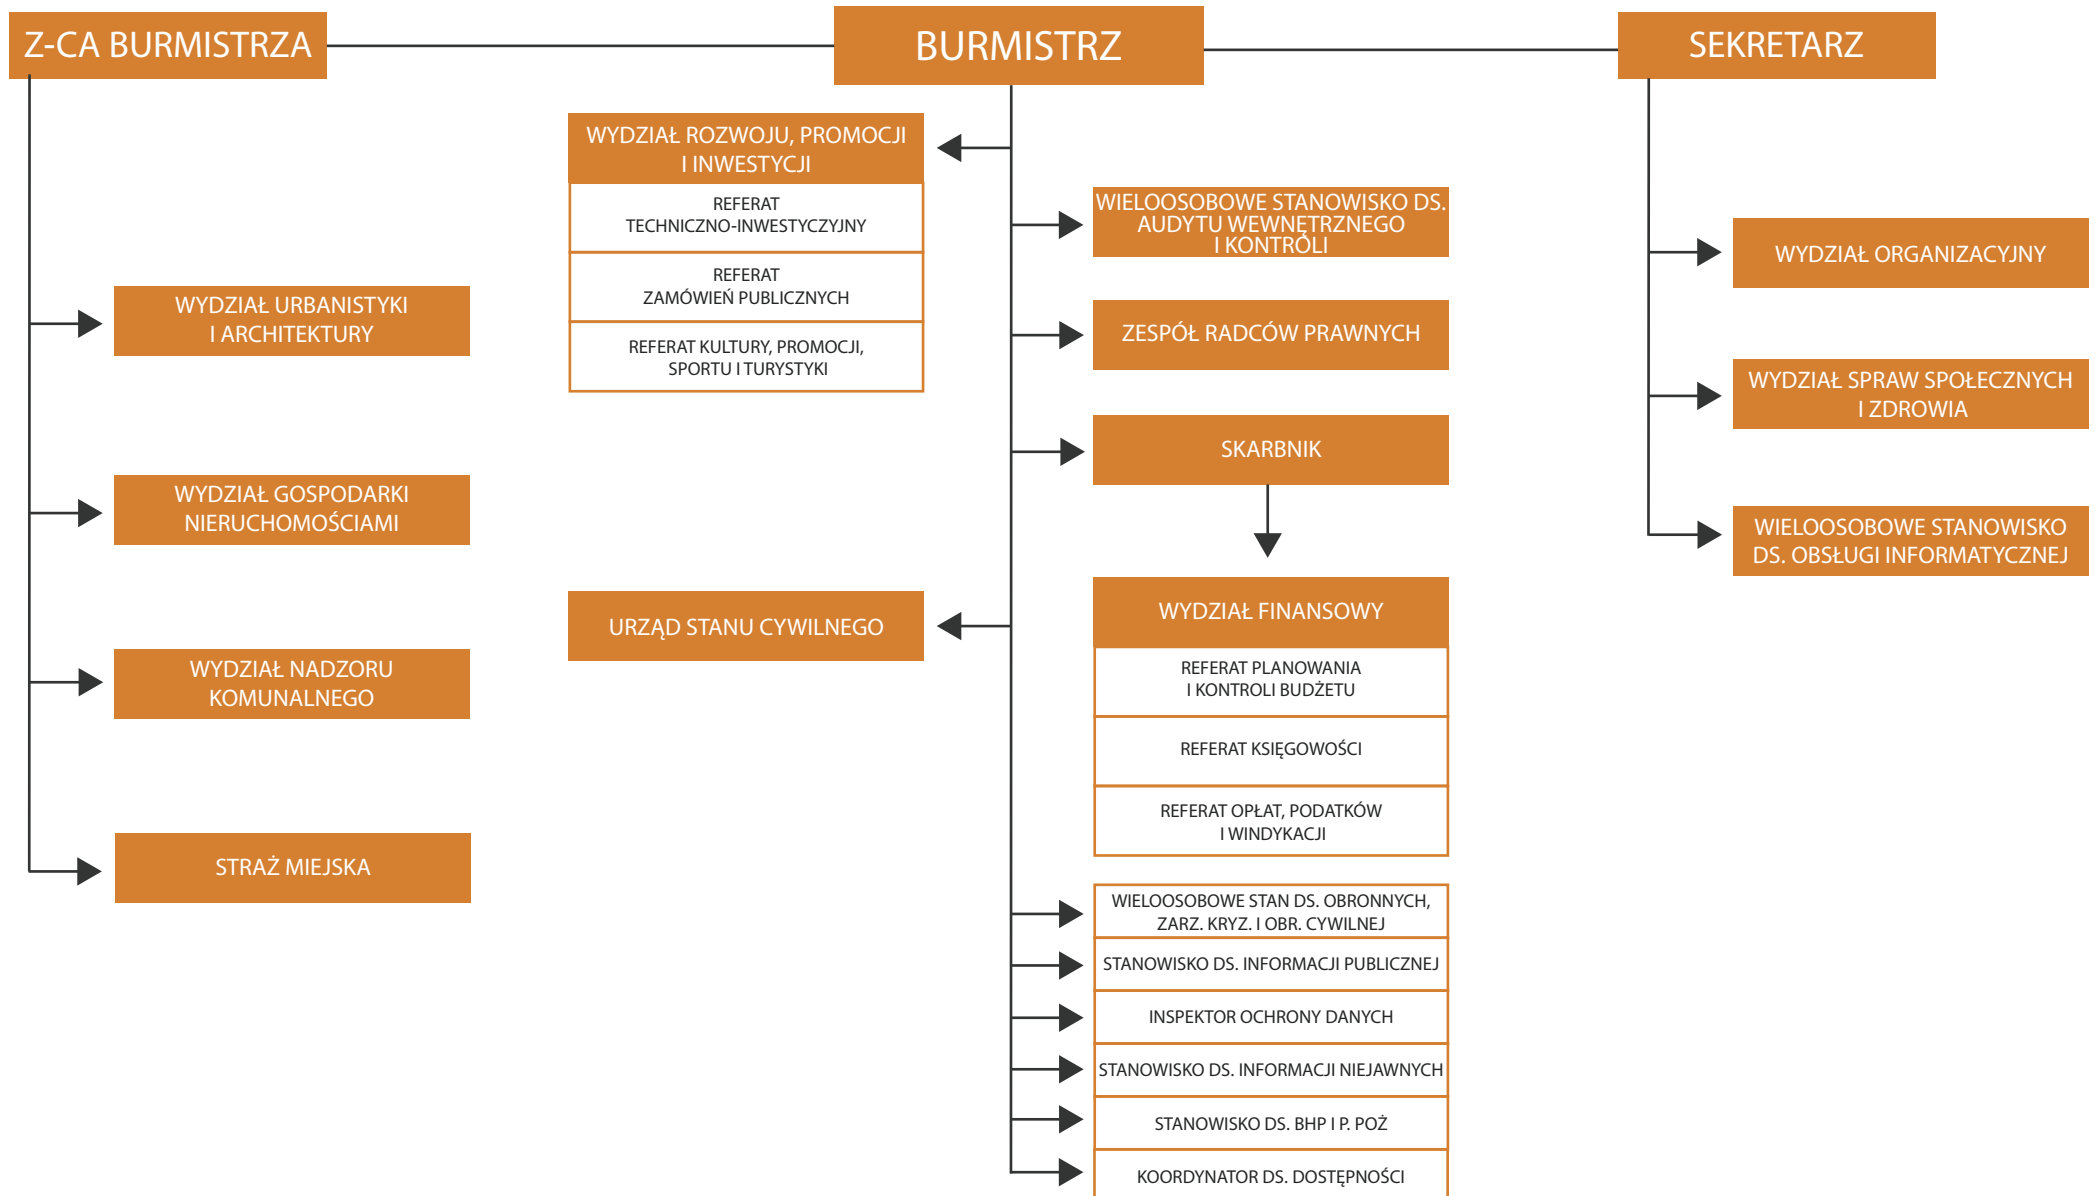 Z-CA BURMISTRZA
BURMISTRZ
SEKRETARZ
WYDZIAŁ URBANISTYKI
I ARCHITEKTURY
WYDZIAŁ GOSPODARKI
NIERUCHOMOŚCIAMI
WYDZIAŁ NADZORU
KOMUNALNEGO
STRAŻ MIEJSKA
WYDZIAŁ ROZWOJU, PROMOCJI
I INWESTYCJI
REFERAT
TECHNICZNO-INWESTYCZYJNY
REFERAT
ZAMÓWIEŃ PUBLICZNYCH
REFERAT KULTURY, PROMOCJI,
SPORTU I TURYSTYKI
URZĄD STANU CYWILNEGO
WIELOOSOBOWE STANOWISKO DS.
AUDYTU WEWNĘTRZNEGO
I KONTROLI
ZESPÓŁ RADCÓW PRAWNYCH
SKARBNIK
WYDZIAŁ FINANSOWY
REFERAT PLANOWANIA
I KONTROLI BUDŻETU
REFERAT KSIĘGOWOŚCI
REFERAT OPŁAT, PODATKÓW
I WINDYKACJI
WIELOOSOBOWE STAN DS. OBRONNYCH,
ZARZ. KRYZ. I OBR. CYWILNEJ
STANOWISKO DS. INFORMACJI PUBLICZNEJ
INSPEKTOR OCHRONY DANYCH
STANOWISKO DS. INFORMACJI NIEJAWNYCH
STANOWISKO DS. BHP I P. POŻ
KOORDYNATOR DS. DOSTĘPNOŚCI
WYDZIAŁ ORGANIZACYJNY
WYDZIAŁ SPRAW SPOŁECZNYCH
I ZDROWIA
WIELOOSOBOWE STANOWISKO
DS. OBSŁUGI INFORMATYCZNEJ